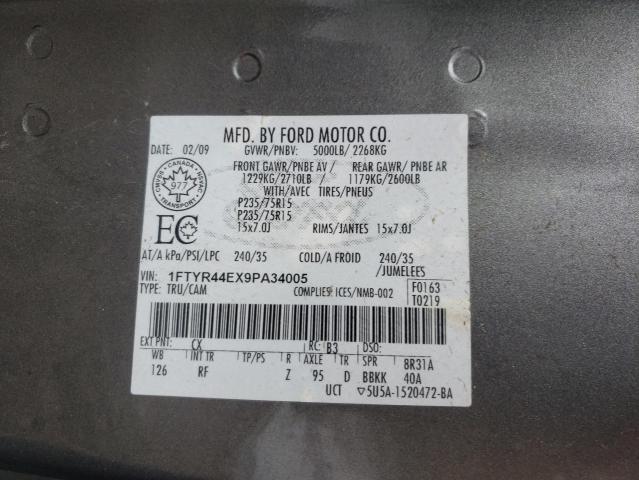 MFD. BY FORD MOTOR CO.
DATE: 02/09 GVWR/PNBV: 5000LB/ 2268KG
FRONT GAWR/PNBE AV / REAR GAWR/ PNBE AR
1229KG/2710LB 1179KG/2600LB
WITH/AVEC TIRES/PNEUS
P235/75R15
P235/75R15
15x7.0J RIMS/JANTES 15x7.0J
CANADA
CMVSS NSVAC
977
TRANSPORT
EC
AT/A kPa/PSI/LPC 240/35 COLD/A FROID 240/35
/JUMELEES
VIN: 1FTYR44EX9PA34005
TYPE: TRU/CAM COMPLIES: ICES/NMB-002
F0163
T0219
EXT PNT: CX RC: B3 DSO:
WB INT TR TP/PS R AXLE TR SPR 8R31A
126 RF Z 95 D BBKK 40A
UCT ▽5U5A-1520472-BA